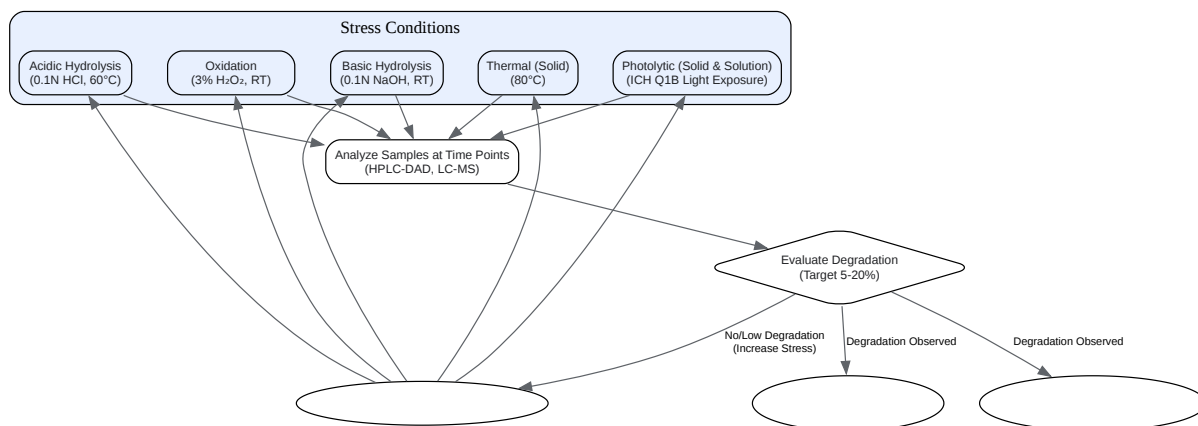 Stress Conditions
Acidic Hydrolysis
(0.1N HCl, 60°C)
Oxidation
(3% H₂O₂, RT)
Basic Hydrolysis
(0.1N NaOH, RT)
Thermal (Solid)
(80°C)
Photolytic (Solid & Solution)
(ICH Q1B Light Exposure)
Analyze Samples at Time Points
(HPLC-DAD, LC-MS)
Evaluate Degradation
(Target 5-20%)
No/Low Degradation
(Increase Stress)
Degradation Observed
Degradation Observed